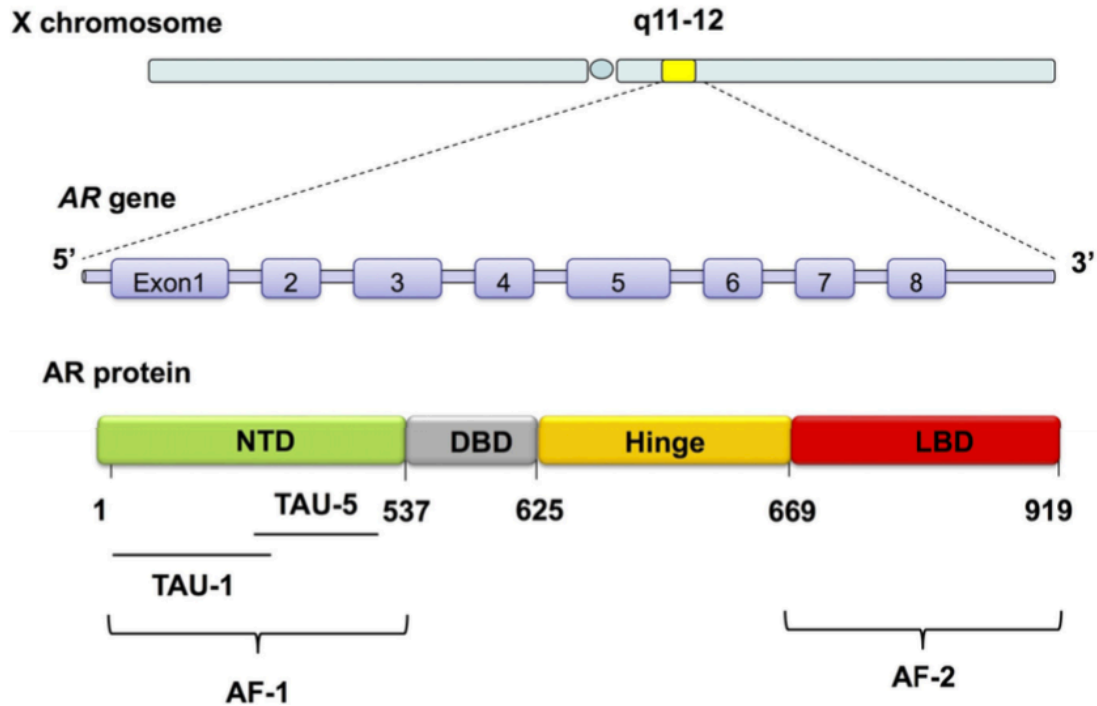 X chromosome
q11-12
AR gene
5’
3’
Exon1 2 3 4 5 6 7 8
AR protein
NTD DBD Hinge LBD
1 TAU-5 537 625 669 919
TAU-1
AF-1
AF-2